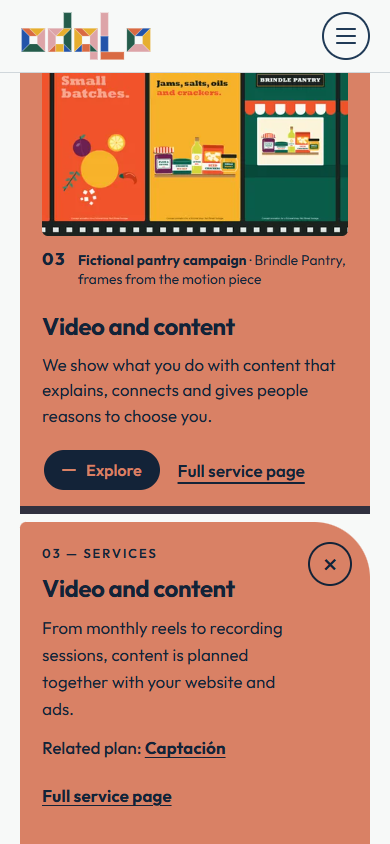 adaLo
Small
batches.
Jams, salts, oils
and crackers.
BRINDLE PANTRY
03 Fictional pantry campaign · Brindle Pantry,
frames from the motion piece
Video and content
We show what you do with content that
explains, connects and gives people
reasons to choose you.
— Explore
Full service page
03 — SERVICES
×
Video and content
From monthly reels to recording
sessions, content is planned
together with your website and
ads.
Related plan: Captación
Full service page